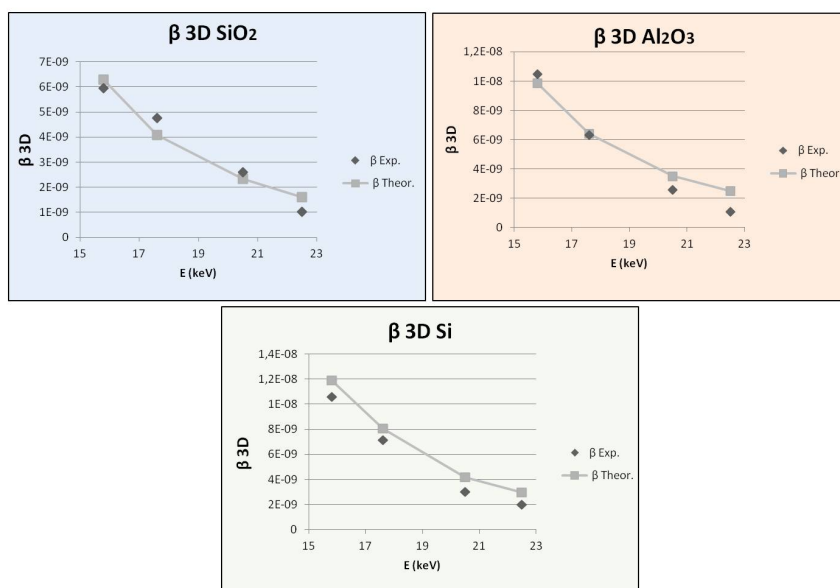 β 3D SiO₂
7E-09
6E-09
5E-09
4E-09
3E-09
2E-09
1E-09
0
β 3D
15 17 19 21 23
E (keV)
β Exp.
β Theor.
β 3D Al₂O₃
1,2E-08
1E-08
8E-09
6E-09
4E-09
2E-09
0
β 3D
15 17 19 21 23
E (keV)
β Exp.
β Theor.
β 3D Si
1,4E-08
1,2E-08
1E-08
8E-09
6E-09
4E-09
2E-09
0
β 3D
15 17 19 21 23
E (keV)
β Exp.
β Theor.